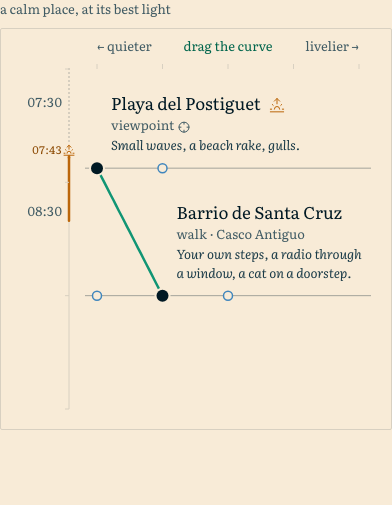 a calm place, at its best light
← quieter drag the curve livelier →
07:30
Playa del Postiguet
viewpoint
Small waves, a beach rake, gulls.
07:43
08:30
Barrio de Santa Cruz
walk · Casco Antiguo
Your own steps, a radio through
a window, a cat on a doorstep.